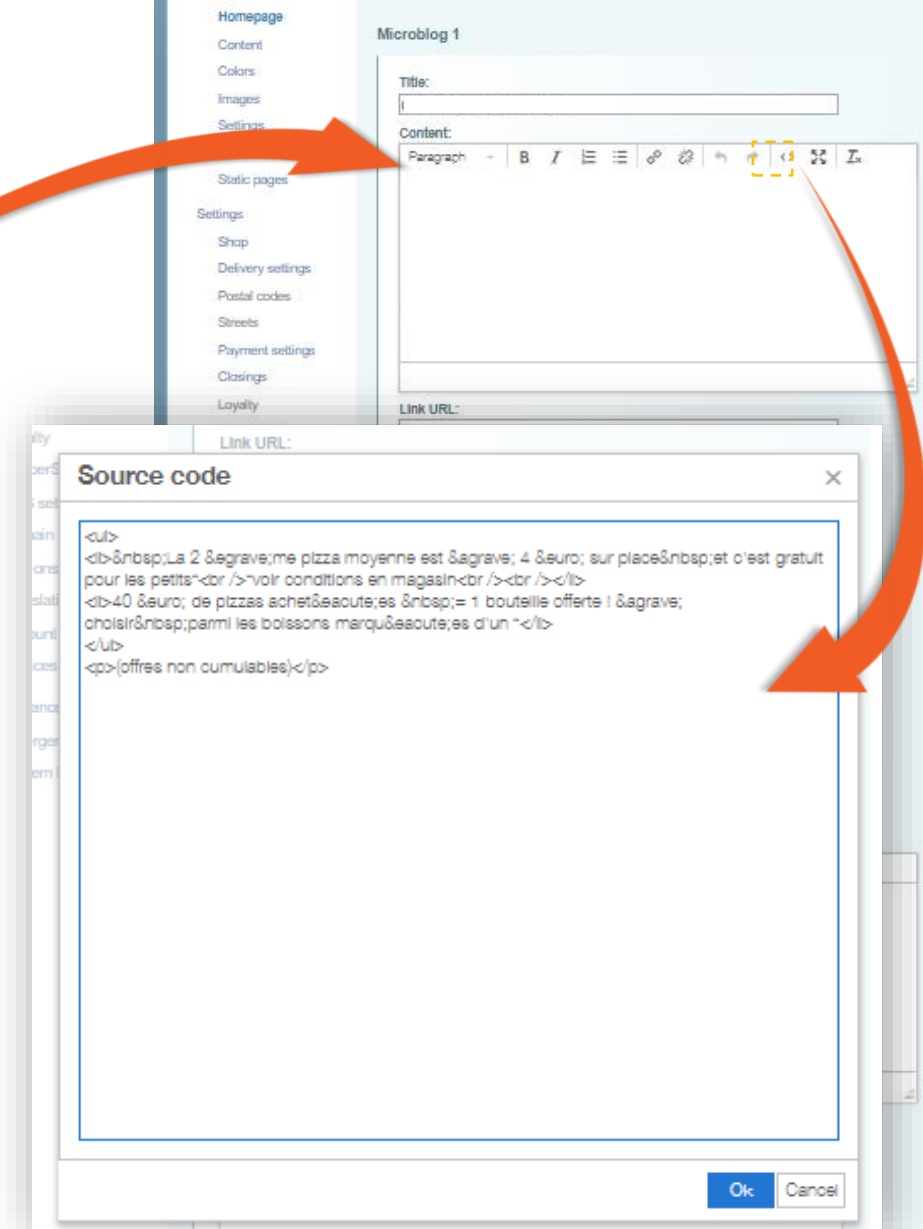 Homepage
Content
Colors
Images
Settings
Static pages
Settings
Shop
Delivery settings
Postal codes
Streets
Payment settings
Closings
Loyalty
Microblog 1
Title:
Content:
Paragraph
B I
Link URL:
Link URL:
Source code
<ul>
<li>&nbsp;La 2 &egrave;me pizza moyenne est &agrave; 4 &euro; sur place&nbsp;et c'est gratuit
pour les petits*<br />*voir conditions en magasin<br /><br /></li>
<li>40 &euro; de pizzas achet&eacute;es &nbsp;= 1 bouteille offerte ! &agrave;
choisir&nbsp;parmi les boissons marqu&eacute;es d'un *</li>
</ul>
<p>(offres non cumulables)</p>
Ok Cancel